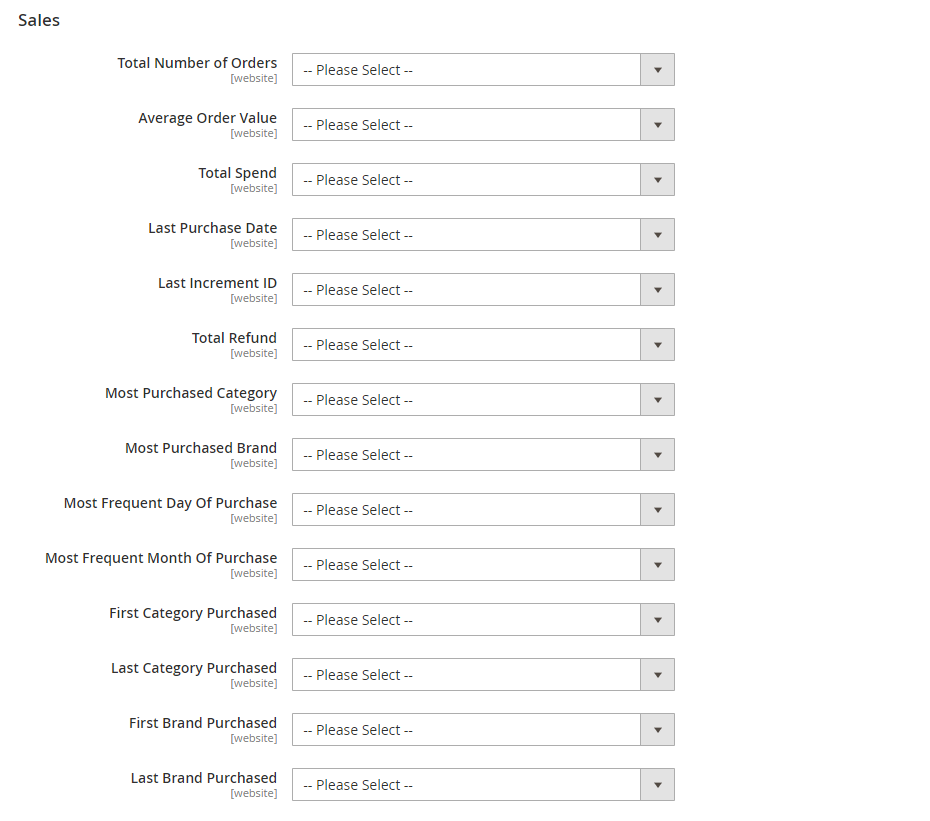 Sales
Total Number of Orders
[website]
-- Please Select --
Average Order Value
[website]
-- Please Select --
Total Spend
[website]
-- Please Select --
Last Purchase Date
[website]
-- Please Select --
Last Increment ID
[website]
-- Please Select --
Total Refund
[website]
-- Please Select --
Most Purchased Category
[website]
-- Please Select --
Most Purchased Brand
[website]
-- Please Select --
Most Frequent Day Of Purchase
[website]
-- Please Select --
Most Frequent Month Of Purchase
[website]
-- Please Select --
First Category Purchased
[website]
-- Please Select --
Last Category Purchased
[website]
-- Please Select --
First Brand Purchased
[website]
-- Please Select --
Last Brand Purchased
[website]
-- Please Select --